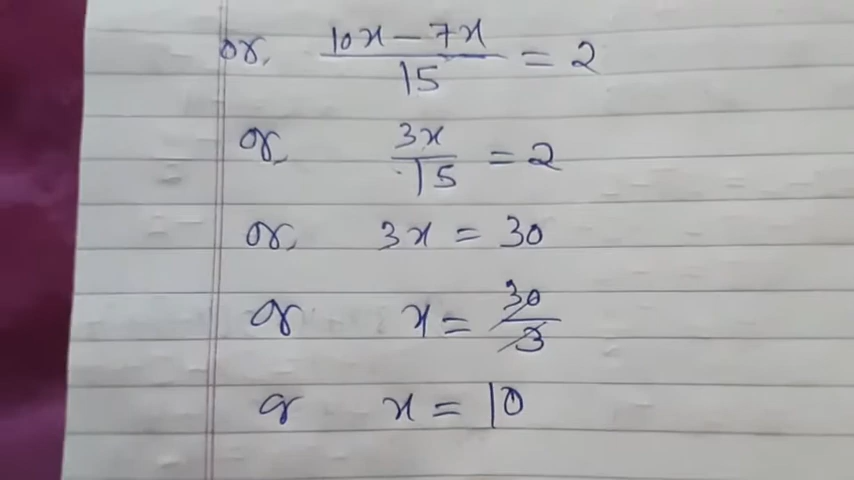 or, 10x - 7x / 15 = 2
or, 3x / 15 = 2
or, 3x = 30
or x = 30 / 3
or x = 10